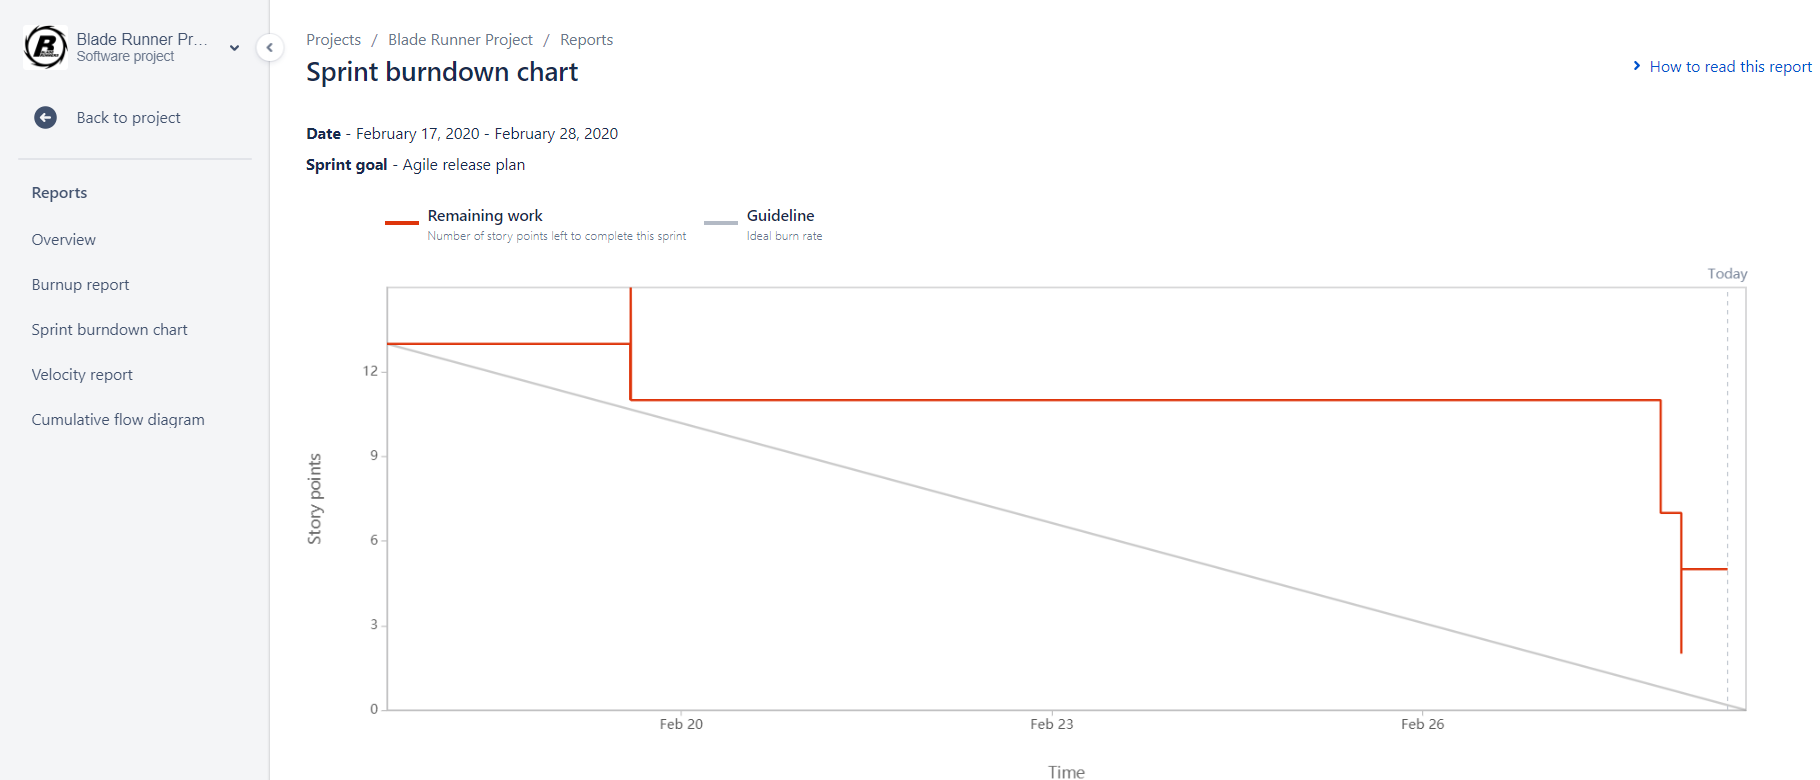 Blade Runner Pr...
Software project
Back to project
Reports
Overview
Burnup report
Sprint burndown chart
Velocity report
Cumulative flow diagram
Projects / Blade Runner Project / Reports
Sprint burndown chart
How to read this report
Date - February 17, 2020 - February 28, 2020
Sprint goal - Agile release plan
Remaining work
Number of story points left to complete this sprint
Guideline
Ideal burn rate
Today
12
9
6
3
0
Story points
Feb 20
Feb 23
Feb 26
Time